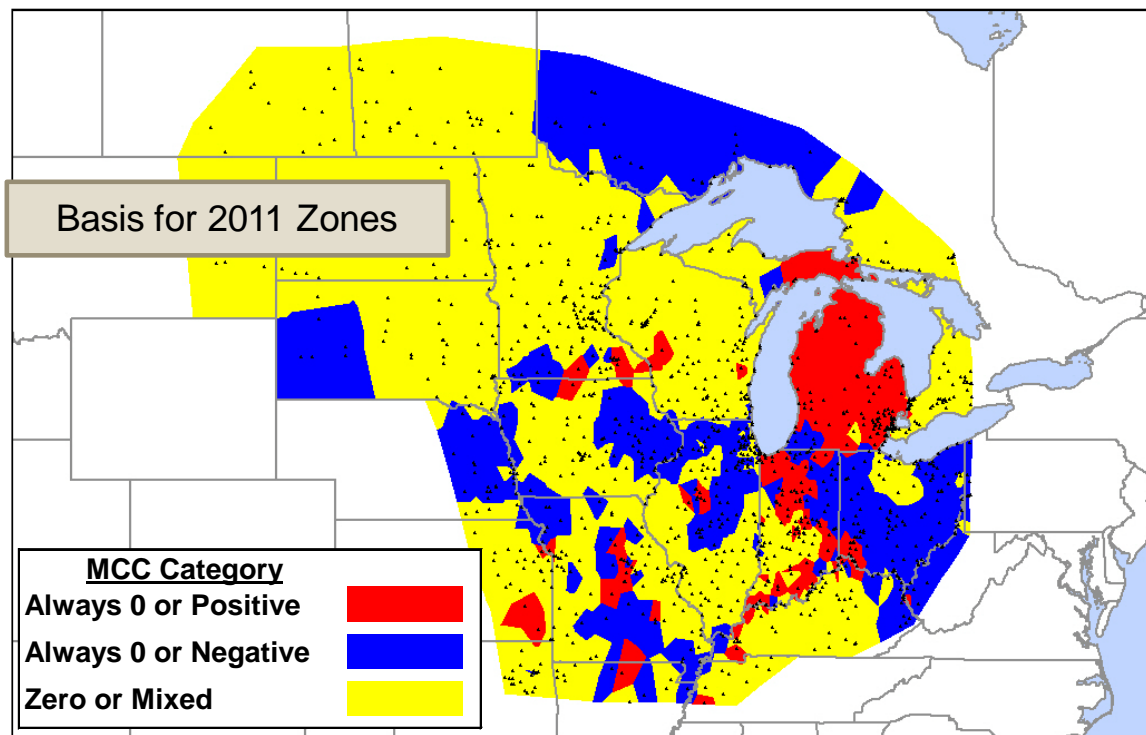 Basis for 2011 Zones
MCC Category
Always 0 or Positive
Always 0 or Negative
Zero or Mixed